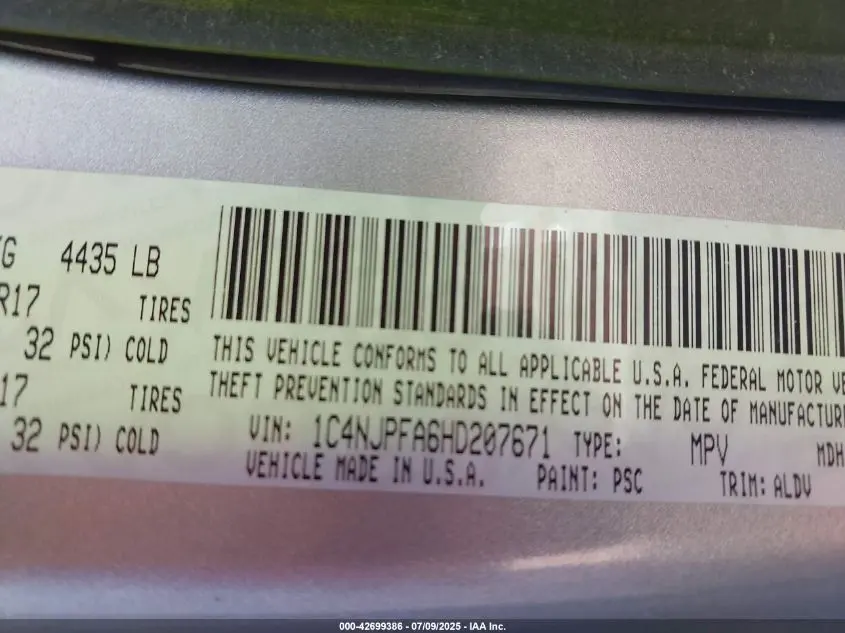 KG 4435 LB
R17 TIRES
32 PSI) COLD
17 TIRES
32 PSI) COLD
THIS VEHICLE CONFORMS TO ALL APPLICABLE U.S.A. FEDERAL MOTOR VE
THEFT PREVENTION STANDARDS IN EFFECT ON THE DATE OF MANUFACTUR
VIN: 1C4NJPFA6HD207671 TYPE: MPV MDH
VEHICLE MADE IN U.S.A. PAINT: PSC TRIM: ALDV
000-42699386 - 07/09/2025 - IAA Inc.